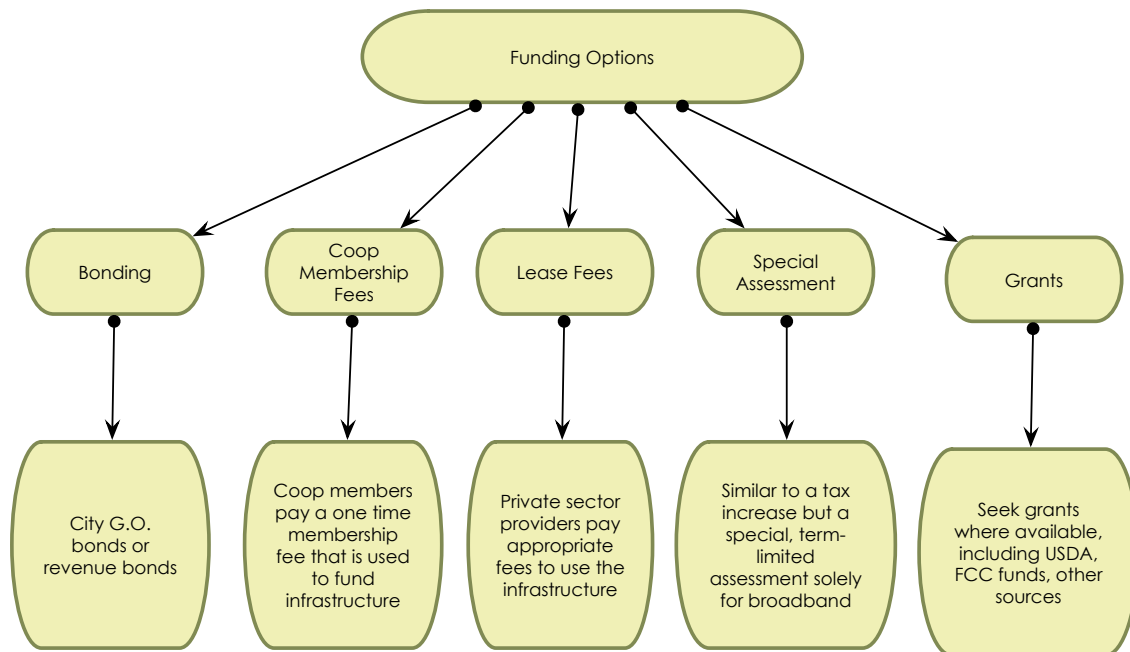 Funding Options
Bonding
Coop
Membership
Fees
Lease Fees
Special
Assessment
Grants
City G.O.
bonds or
revenue bonds
Coop members
pay a one time
membership
fee that is used
to fund
infrastructure
Private sector
providers pay
appropriate
fees to use the
infrastructure
Similar to a tax
increase but a
special, term-
limited
assessment solely
for broadband
Seek grants
where available,
including USDA,
FCC funds, other
sources